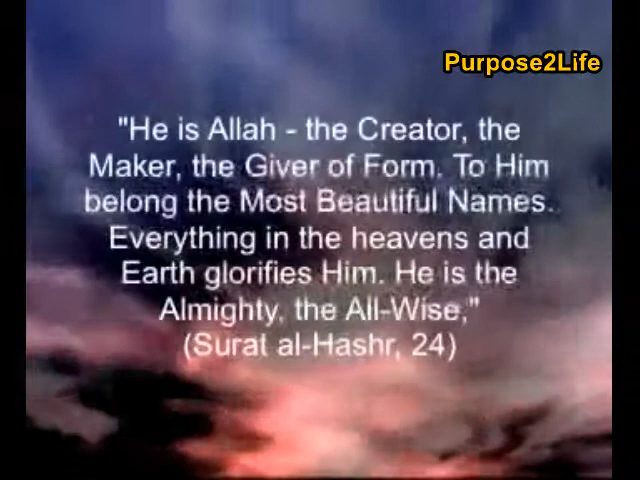 Purpose2Life
"He is Allah - the Creator, the
Maker, the Giver of Form. To Him
belong the Most Beautiful Names.
Everything in the heavens and
Earth glorifies Him. He is the
Almighty, the All-Wise,"
(Surat al-Hashr, 24)